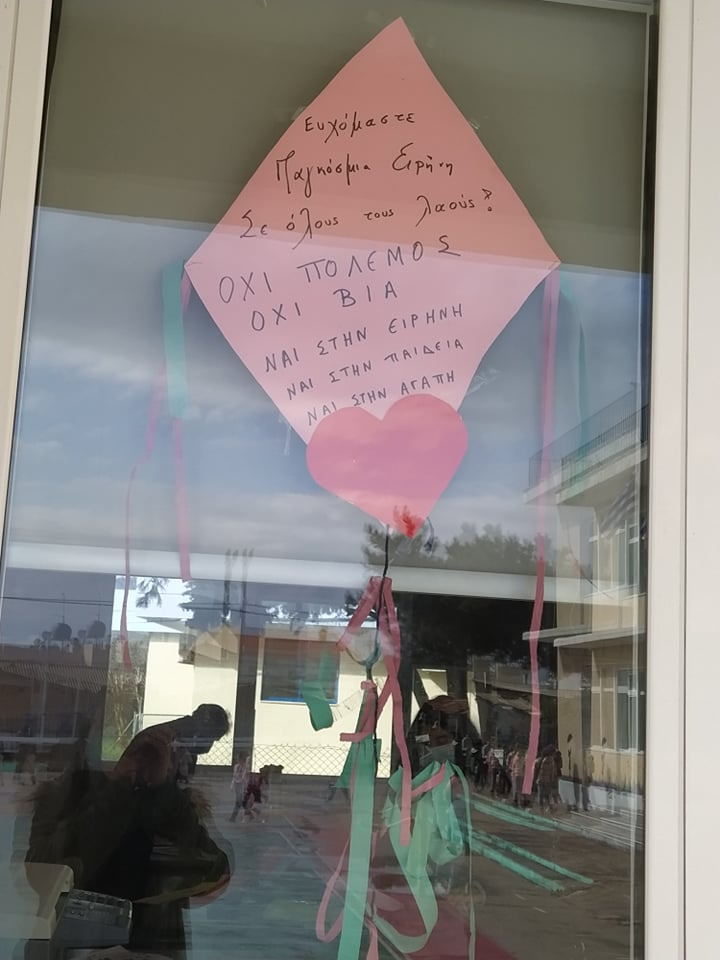 Ευχόμαστε
Παγκόσμια Ειρήνη
Σε όλους τους λαούς!
ΟΧΙ ΠΟΛΕΜΟΣ
ΟΧΙ ΒΙΑ
ΝΑΙ ΣΤΗΝ ΕΙΡΗΝΗ
ΝΑΙ ΣΤΗΝ ΠΑΙΔΕΙΑ
ΝΑΙ ΣΤΗΝ ΑΓΑΠΗ